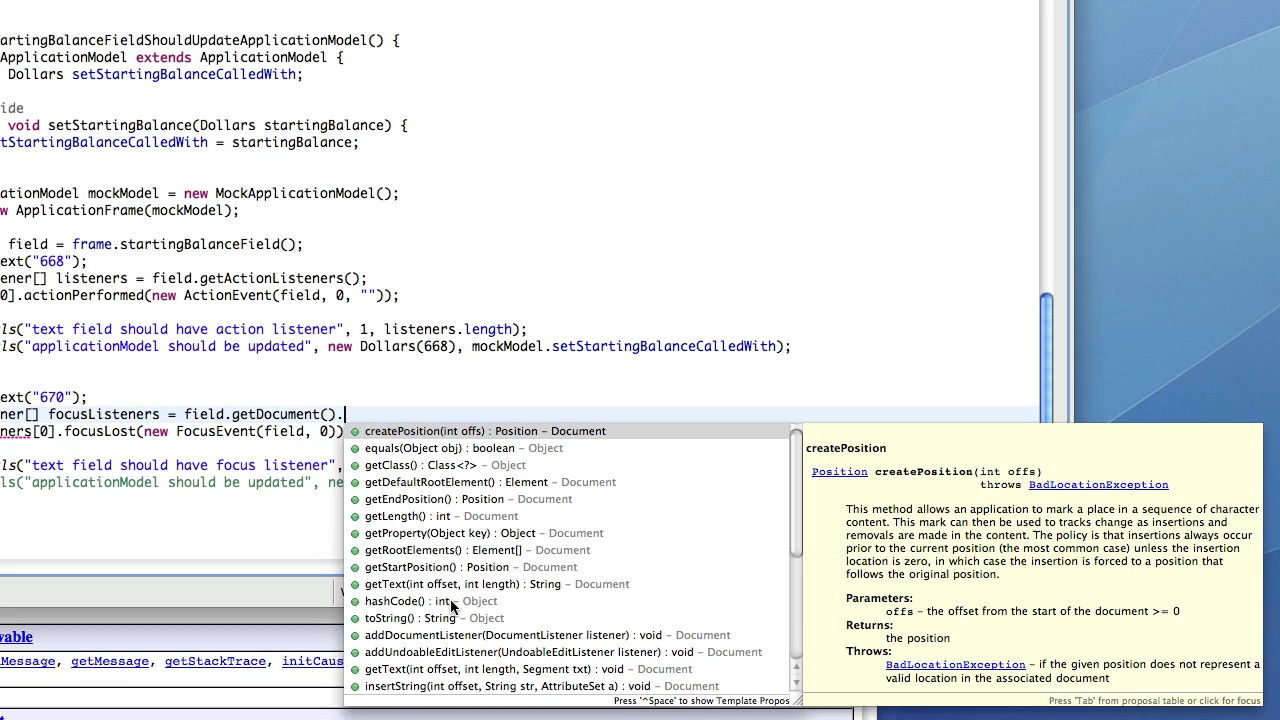 artingBalanceFieldShouldUpdateApplicationModel() {
ApplicationModel extends ApplicationModel {
Dollars setStartingBalanceCalledWith;
ide
void setStartingBalance(Dollars startingBalance) {
tStartingBalanceCalledWith = startingBalance;
ationModel mockModel = new MockApplicationModel();
w ApplicationFrame(mockModel);
field = frame.startingBalanceField();
ext("668");
ener[] listeners = field.getActionListeners();
0].actionPerformed(new ActionEvent(field, 0, ""));
ls("text field should have action listener", 1, listeners.length);
ls("applicationModel should be updated", new Dollars(668), mockModel.setStartingBalanceCalledWith);
ext("670");
ner[] focusListeners = field.getDocument().
ners[0].focusLost(new FocusEvent(field, 0))
ls("text field should have focus listener",
ls("applicationModel should be updated", ne
createPosition(int offs) : Position – Document
equals(Object obj) : boolean – Object
getClass() : Class<?> – Object
getDefaultRootElement() : Element – Document
getEndPosition() : Position – Document
getLength() : int – Document
getProperty(Object key) : Object – Document
getRootElements() : Element[] – Document
getStartPosition() : Position – Document
getText(int offset, int length) : String – Document
hashCode() : int – Object
toString() : String – Object
addDocumentListener(DocumentListener listener) : void – Document
addUndoableEditListener(UndoableEditListener listener) : void – Document
getText(int offset, int length, Segment txt) : void – Document
insertString(int offset, String str, AttributeSet a) : void – Document
Press '^Space' to show Template Propos
createPosition
Position createPosition(int offs)
throws BadLocationException
This method allows an application to mark a place in a sequence of character
content. This mark can then be used to tracks change as insertions and
removals are made in the content. The policy is that insertions always occur
prior to the current position (the most common case) unless the insertion
location is zero, in which case the insertion is forced to a position that
follows the original position.
Parameters:
offs - the offset from the start of the document >= 0
Returns:
the position
Throws:
BadLocationException - if the given position does not represent a
valid location in the associated document
Press 'Tab' from proposal table or click for focus
wable
Message, getMessage, getStackTrace, initCaus